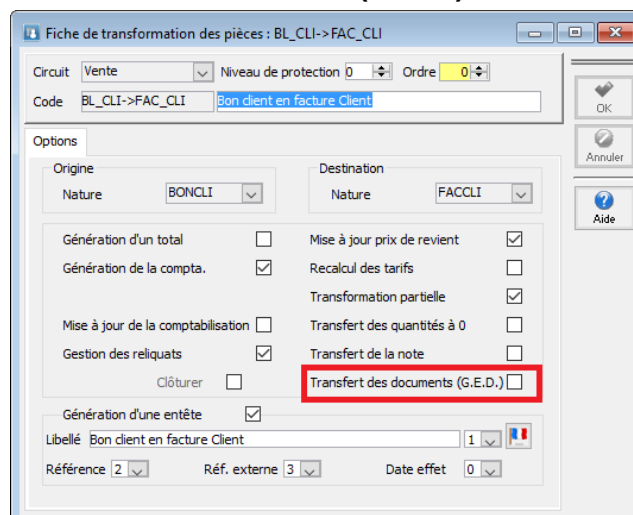 Fiche de transformation des pièces : BL_CLI->FAC_CLI
Circuit Vente Niveau de protection 0 Ordre 0
Code BL_CLI->FAC_CLI Bon client en facture Client
OK
Annuler
Aide
Options
Origine Destination
Nature BONCLI Nature FACCLI
Génération d'un total Mise à jour prix de revient
Génération de la compta. Recalcul des tarifs
Transformation partielle
Mise à jour de la comptabilisation Transfert des quantités à 0
Gestion des reliquats Transfert de la note
Clôturer Transfert des documents (G.E.D.)
Génération d'une entête
Libellé Bon client en facture Client 1
Référence 2 Réf. externe 3 Date effet 0